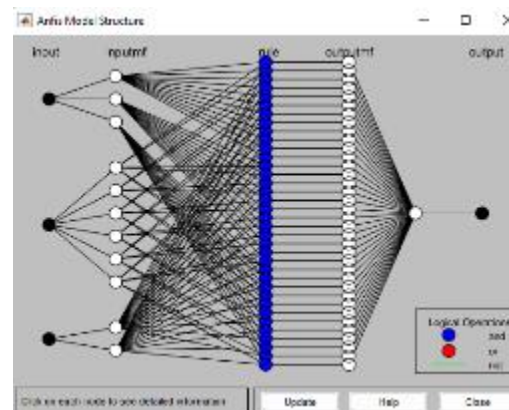 Anfis Model Structure
input inputmf rule outputmf output
Logical Operations
and
or
not
Click on each node to see detailed information
Update Help Close